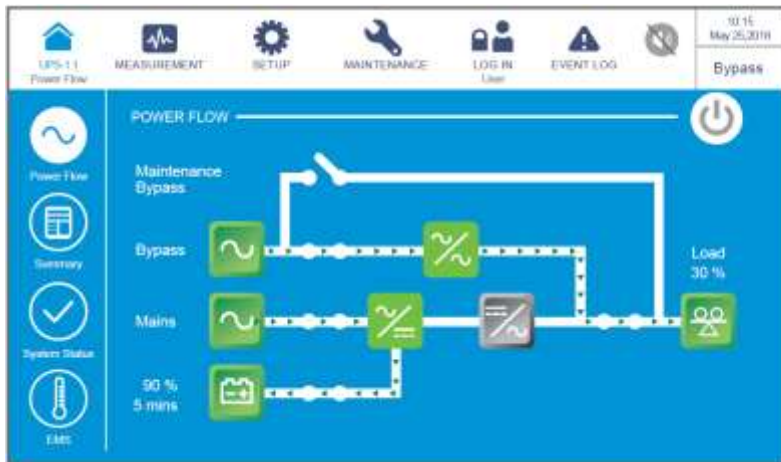 UPS-1.1
Power Flow
MEASUREMENT
SETUP
MAINTENANCE
LOG IN
User
EVENT LOG
10:15
May 25,2018
Bypass
Power Flow
Summary
System Status
EMS
POWER FLOW
Maintenance
Bypass
Bypass
Load
30 %
Mains
90 %
5 mins